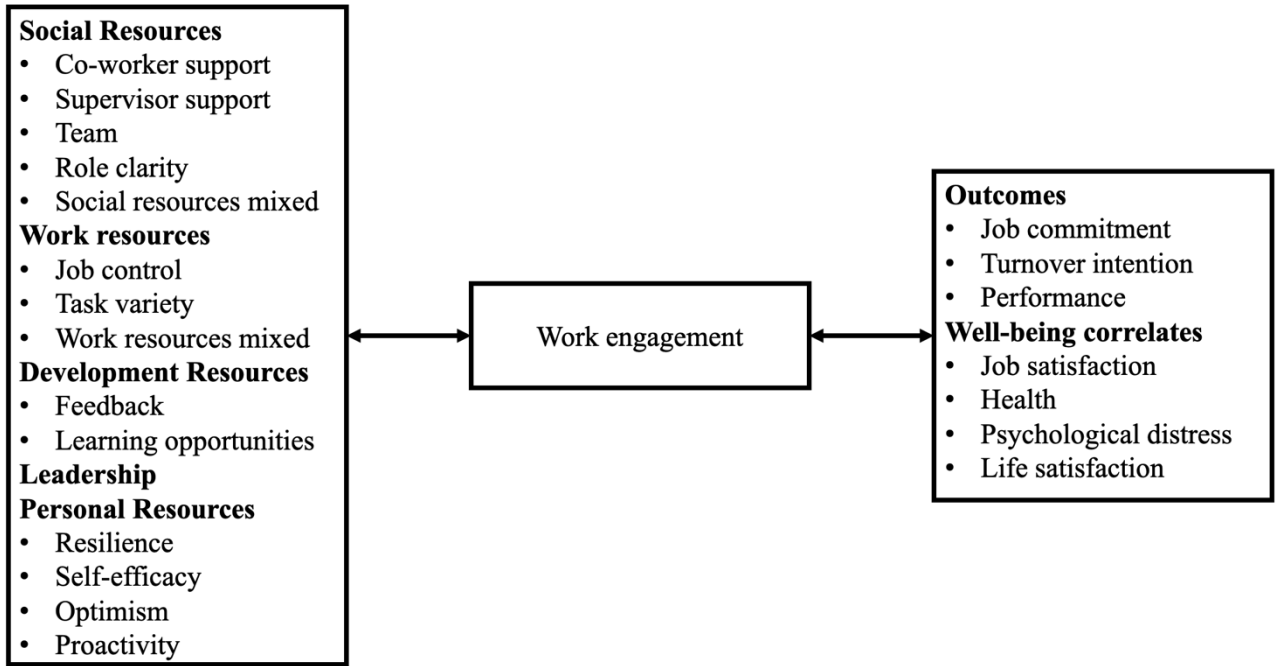 Social Resources
• Co-worker support
• Supervisor support
• Team
• Role clarity
• Social resources mixed
Work resources
• Job control
• Task variety
• Work resources mixed
Development Resources
• Feedback
• Learning opportunities
Leadership
Personal Resources
• Resilience
• Self-efficacy
• Optimism
• Proactivity
Work engagement
Outcomes
• Job commitment
• Turnover intention
• Performance
Well-being correlates
• Job satisfaction
• Health
• Psychological distress
• Life satisfaction